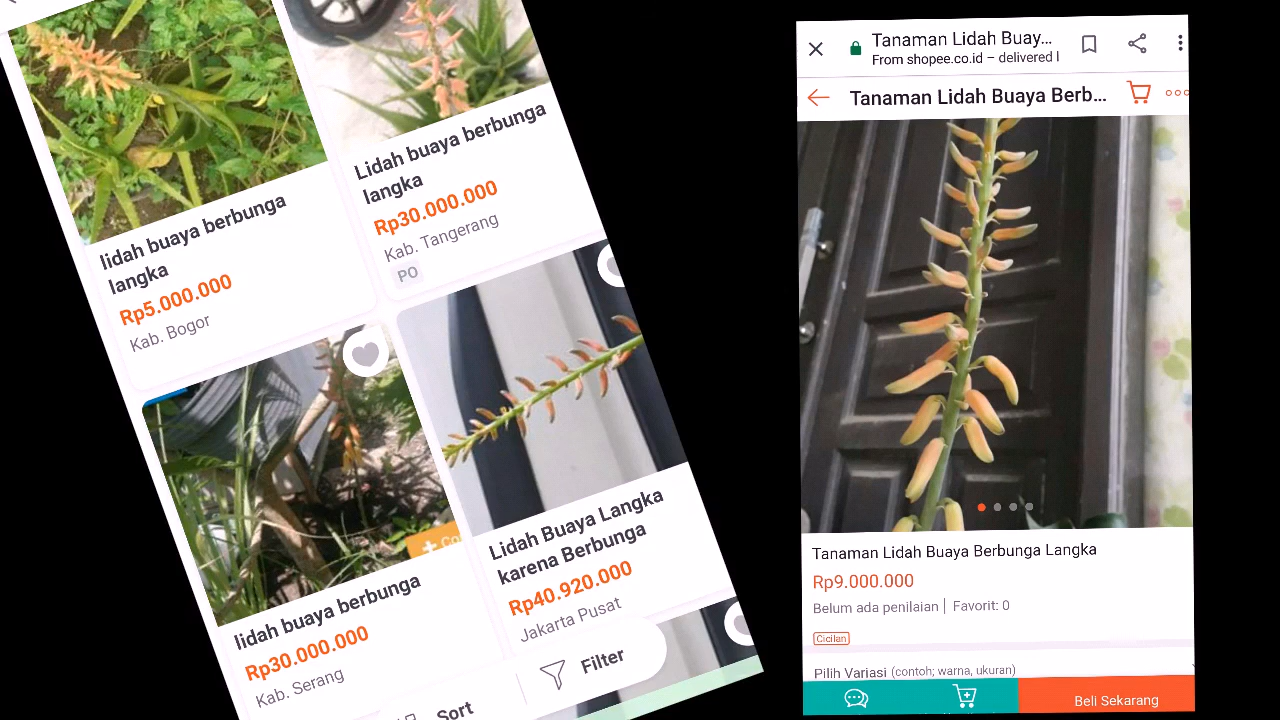 lidah buaya berbunga
langka
Rp5.000.000
Kab. Bogor
Lidah buaya berbunga
langka
Rp30.000.000
Kab. Tangerang
PO
lidah buaya berbunga
Rp30.000.000
Kab. Serang
Lidah Buaya Langka
karena Berbunga
Rp40.920.000
Jakarta Pusat
Sort
Filter
Tanaman Lidah Buay...
From shopee.co.id – delivered
Tanaman Lidah Buaya Berb...
Tanaman Lidah Buaya Berbunga Langka
Rp9.000.000
Belum ada penilaian | Favorit: 0
Cicilan
Pilih Variasi (contoh; warna, ukuran)
Beli Sekarang